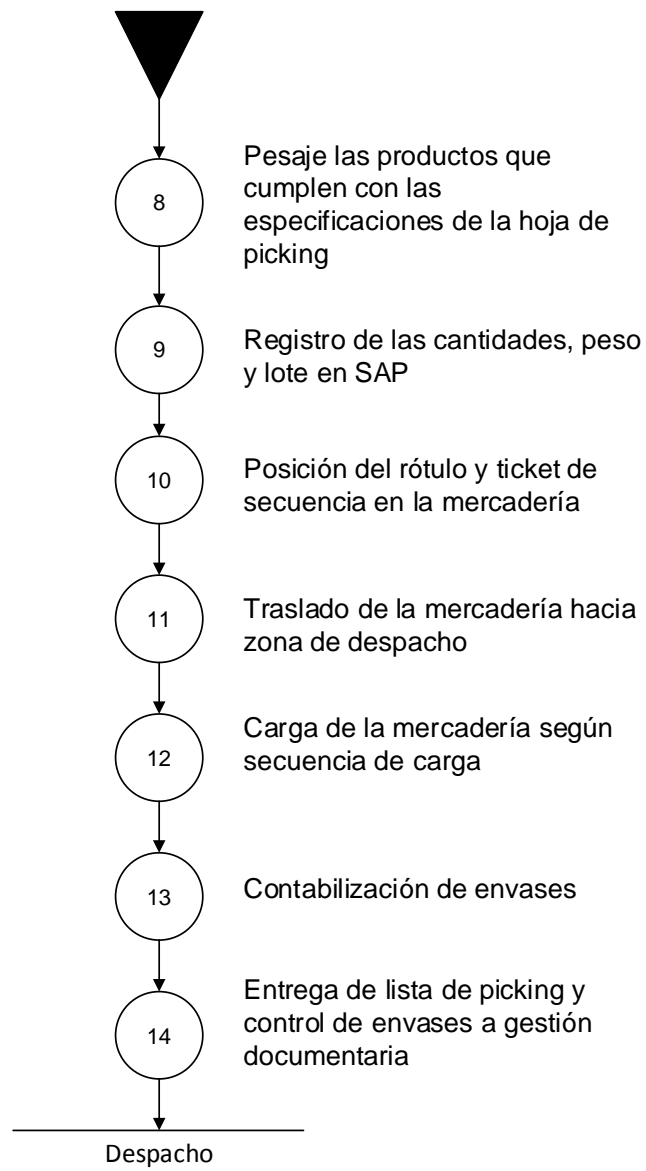 8
Pesaje las productos que
cumplen con las
especificaciones de la hoja de
picking
9
Registro de las cantidades, peso
y lote en SAP
10
Posición del rótulo y ticket de
secuencia en la mercadería
11
Traslado de la mercadería hacia
zona de despacho
12
Carga de la mercadería según
secuencia de carga
13
Contabilización de envases
14
Entrega de lista de picking y
control de envases a gestión
documentaria
Despacho